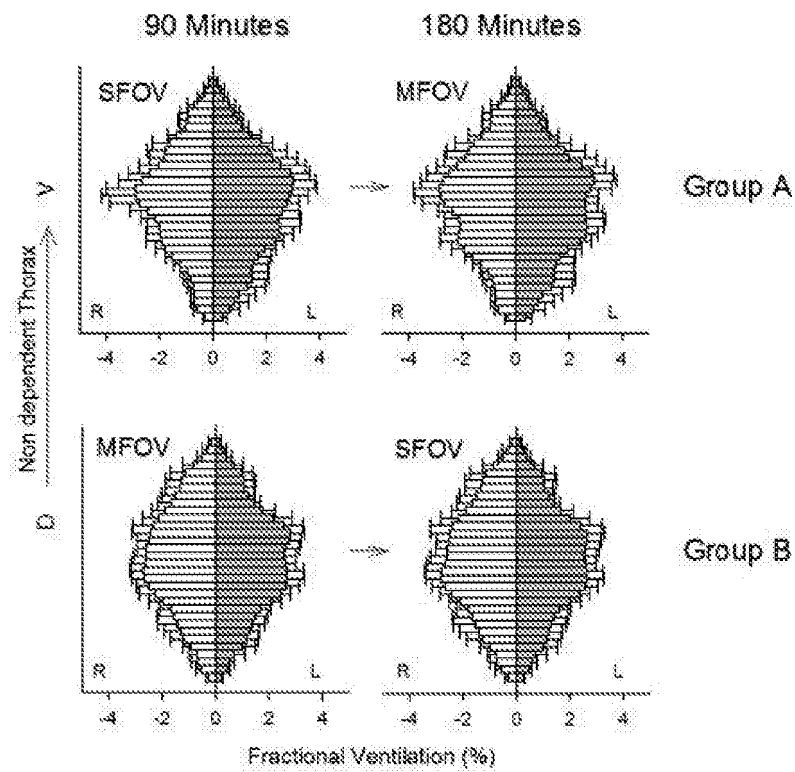 90 Minutes
180 Minutes
SFOV
MFOV
Group A
R
L
R
L
-4 -2 0 2 4
-4 -2 0 2 4
V
Non dependent Thorax
D
MFOV
SFOV
Group B
R
L
R
L
-4 -2 0 2 4
-4 -2 0 2 4
Fractional Ventilation (%)